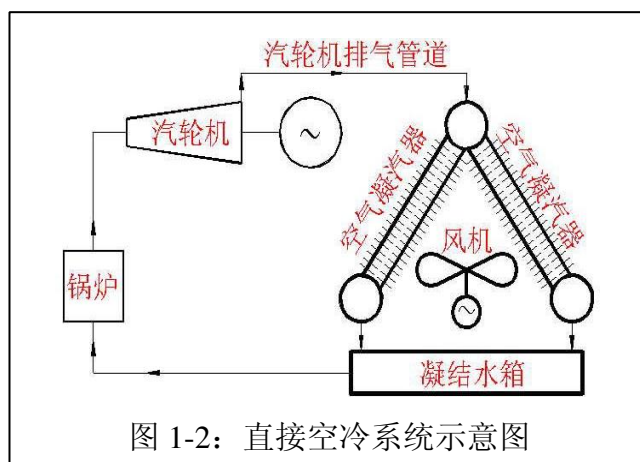 汽轮机排气管道
汽轮机
~
空气凝汽器
空气凝汽器
风机
~
锅炉
凝结水箱
图 1-2：直接空冷系统示意图